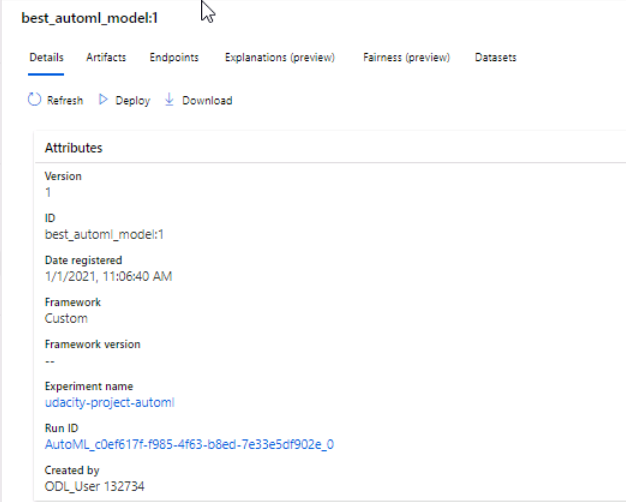 best_automl_model:1
Details Artifacts Endpoints Explanations (preview) Fairness (preview) Datasets
Refresh Deploy Download
Attributes
Version
1
ID
best_automl_model:1
Date registered
1/1/2021, 11:06:40 AM
Framework
Custom
Framework version
--
Experiment name
udacity-project-automl
Run ID
AutoML_c0ef617f-f985-4f63-b8ed-7e33e5df902e_0
Created by
ODL_User 132734